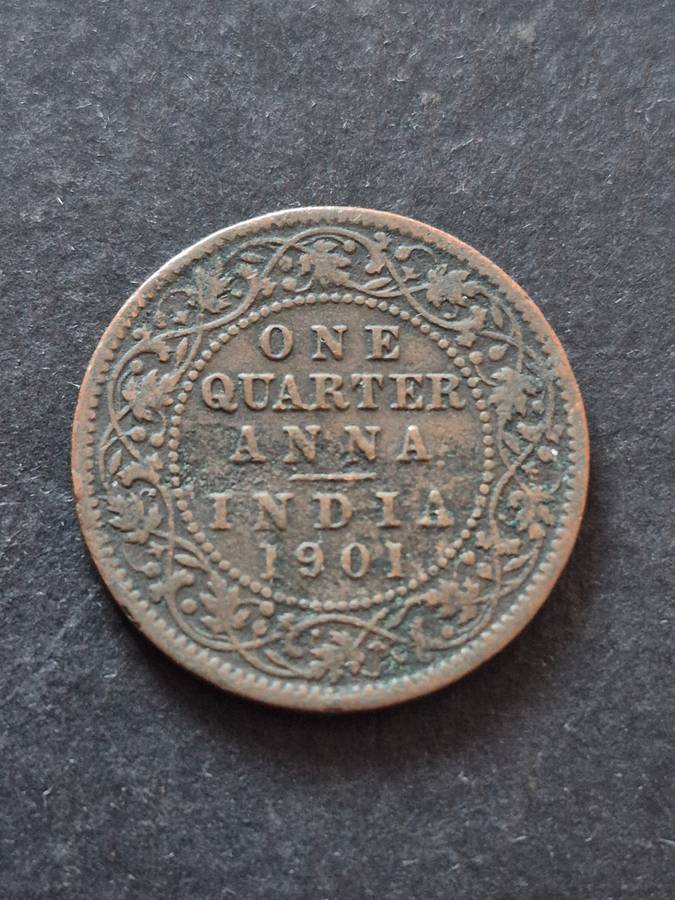 ONE
QUARTER
ANNA
INDIA
1901